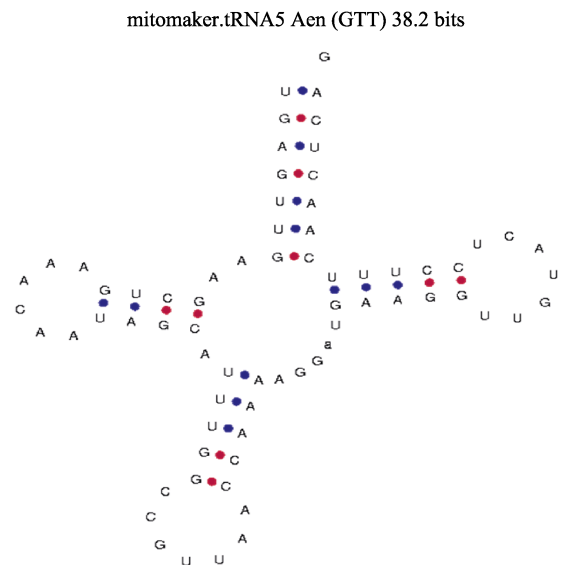 mitomaker.tRNA5 Aen (GTT) 38.2 bits
G
U A
G C
A U
G C
U A
U A
U C A
A A A G C
A A U U U C C U
G U C G
C G A A G G G
A A U A G C U U U
a
A G
U A A G
U A
U A
G C
G C
C
C A
G A
U U